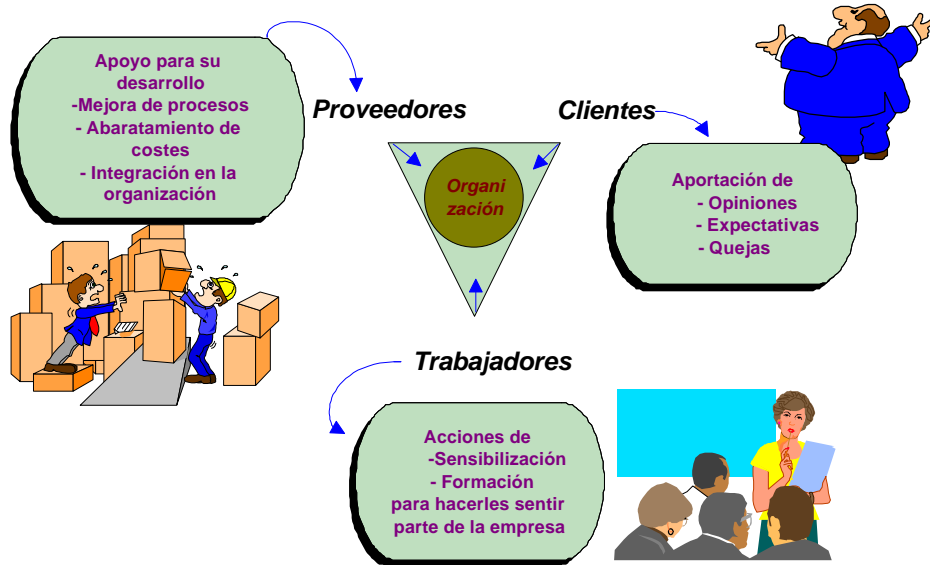 Apoyo para su
desarrollo
-Mejora de procesos
- Abaratamiento de
costes
- Integración en la
organización
Proveedores
Clientes
Organi
zación
Aportación de
- Opiniones
- Expectativas
- Quejas
Trabajadores
Acciones de
-Sensibilización
- Formación
para hacerles sentir
parte de la empresa